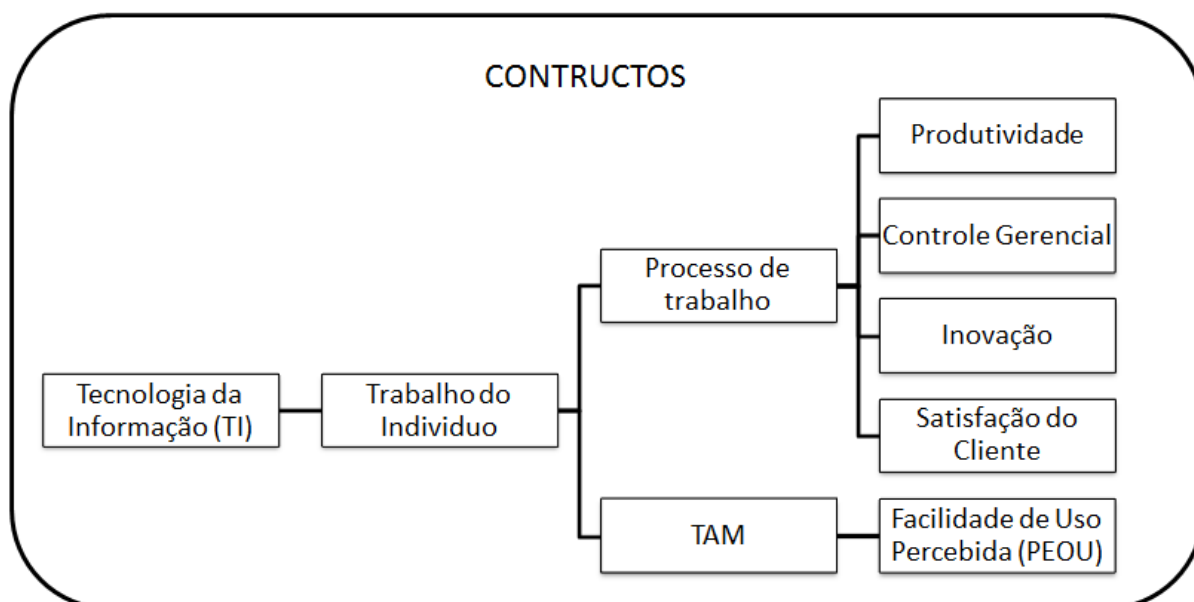 CONTRUCTOS
Produtividade
Controle Gerencial
Processo de
trabalho
Inovação
Tecnologia da
Informação (TI)
Trabalho do
Individuo
Satisfação do
Cliente
TAM
Facilidade de Uso
Percebida (PEOU)